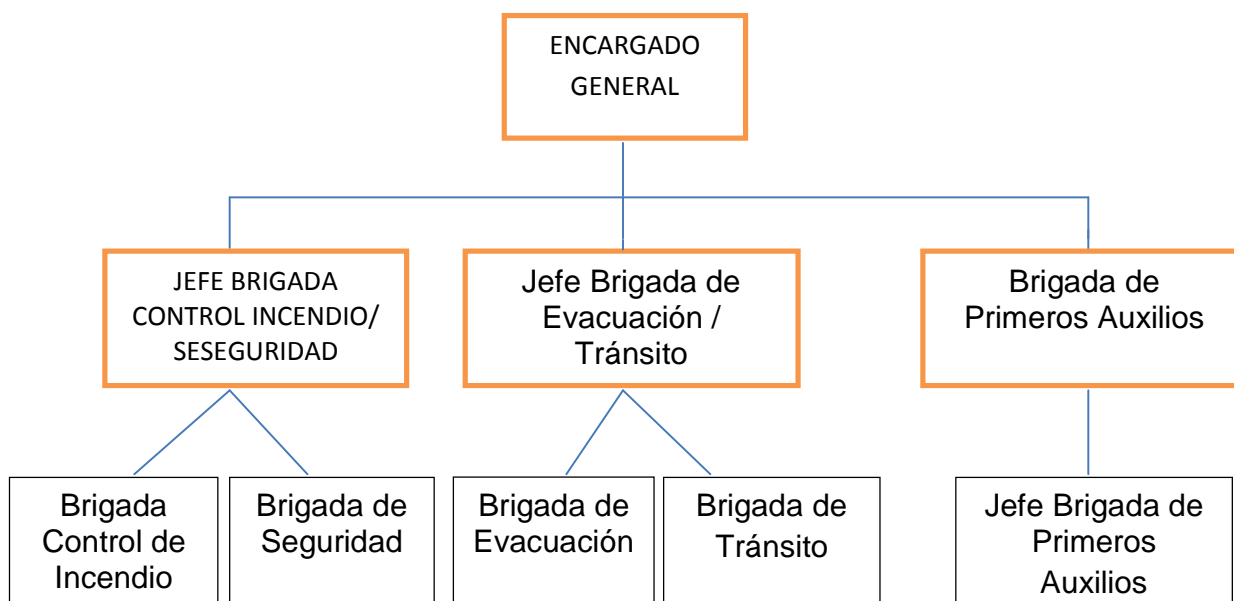 ENCARGADO
GENERAL
JEFE BRIGADA
CONTROL INCENDIO/
SESEGURIDAD
Jefe Brigada de
Evacuación /
Tránsito
Brigada de
Primeros Auxilios
Brigada
Control de
Incendio
Brigada de
Seguridad
Brigada de
Evacuación
Brigada de
Tránsito
Jefe Brigada de
Primeros
Auxilios